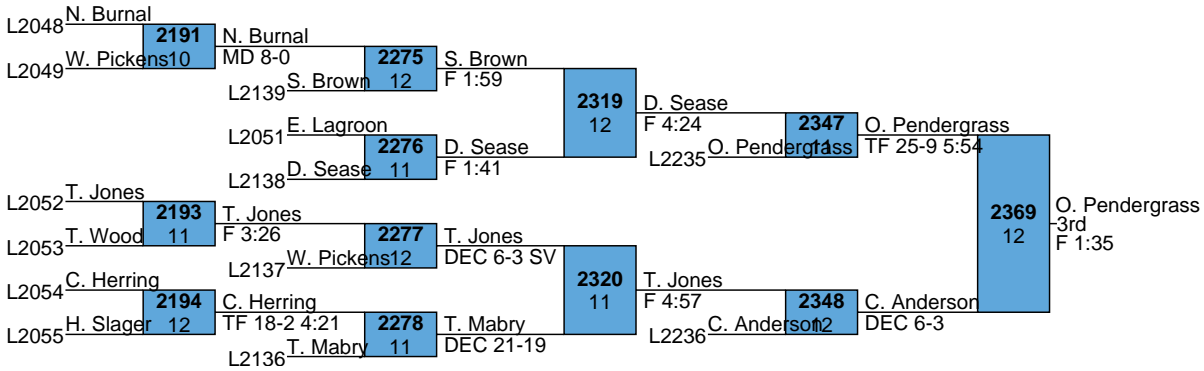 L2048 N. Burnal
2191
10
L2049 W. Pickens
N. Burnal
MD 8-0
2275
12
L2139 S. Brown
S. Brown
F 1:59
2319
12
L2051 E. Lagroon
2276
11
L2138 D. Sease
D. Sease
F 1:41
D. Sease
F 4:24
2347
11
L2235 O. Pendergrass
O. Pendergrass
TF 25-9 5:54
L2052 T. Jones
2193
11
L2053 T. Wood
T. Jones
F 3:26
2277
12
L2137 W. Pickens
T. Jones
DEC 6-3 SV
2320
11
L2054 C. Herring
2194
12
L2055 H. Slager
C. Herring
TF 18-2 4:21
2278
11
L2136 T. Mabry
T. Mabry
DEC 21-19
T. Jones
F 4:57
2348
12
L2236 C. Anderson
C. Anderson
DEC 6-3
2369
12
O. Pendergrass
3rd
F 1:35